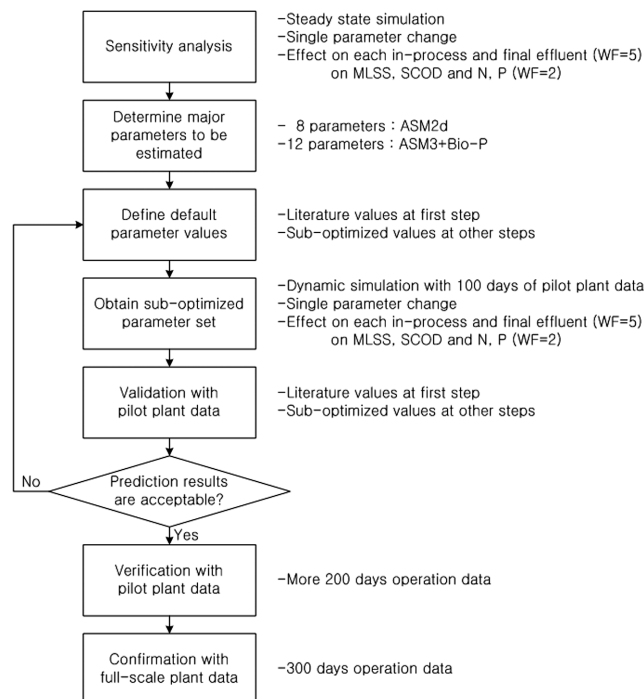 Sensitivity analysis
-Steady state simulation
-Single parameter change
-Effect on each in-process and final effluent (WF=5)
on MLSS, SCOD and N, P (WF=2)
Determine major
parameters to be
estimated
- 8 parameters : ASM2d
-12 parameters : ASM3+Bio-P
Define default
parameter values
-Literature values at first step
-Sub-optimized values at other steps
Obtain sub-optimized
parameter set
-Dynamic simulation with 100 days of pilot plant data
-Single parameter change
-Effect on each in-process and final effluent (WF=5)
on MLSS, SCOD and N, P (WF=2)
Validation with
pilot plant data
-Literature values at first step
-Sub-optimized values at other steps
No
Prediction results
are acceptable?
Yes
Verification with
pilot plant data
-More 200 days operation data
Confirmation with
full-scale plant data
-300 days operation data